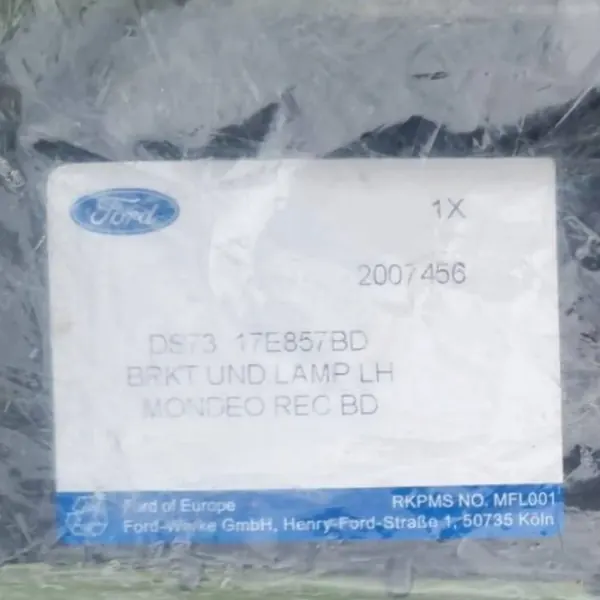 Ford
1X
2007456
DS73 17E857BD
BRKT UND LAMP LH
MONDEO REC BD
Ford of Europe
RKPMS NO. MFL001
Ford-Werke GmbH, Henry-Ford-Straße 1, 50735 Köln